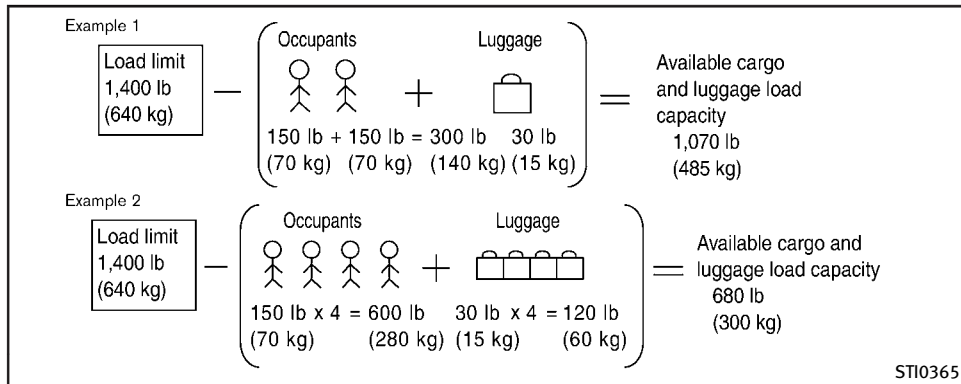 Example 1
Load limit
1,400 lb
(640 kg)
−
Occupants
+
Luggage
150 lb + 150 lb = 300 lb 30 lb
(70 kg) (70 kg) (140 kg) (15 kg)
=
Available cargo
and luggage load
capacity
1,070 lb
(485 kg)
Example 2
Load limit
1,400 lb
(640 kg)
−
Occupants
+
Luggage
150 lb x 4 = 600 lb 30 lb x 4 = 120 lb
(70 kg) (280 kg) (15 kg) (60 kg)
=
Available cargo and
luggage load capacity
680 lb
(300 kg)
STI0365